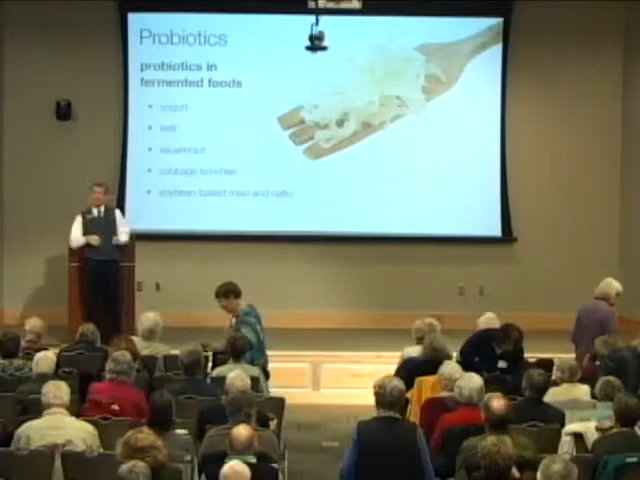 Probiotics
probiotics in
fermented foods
• yogurt
• kefir
• sauerkraut
• cabbage kimchee
• soybean based miso and natto